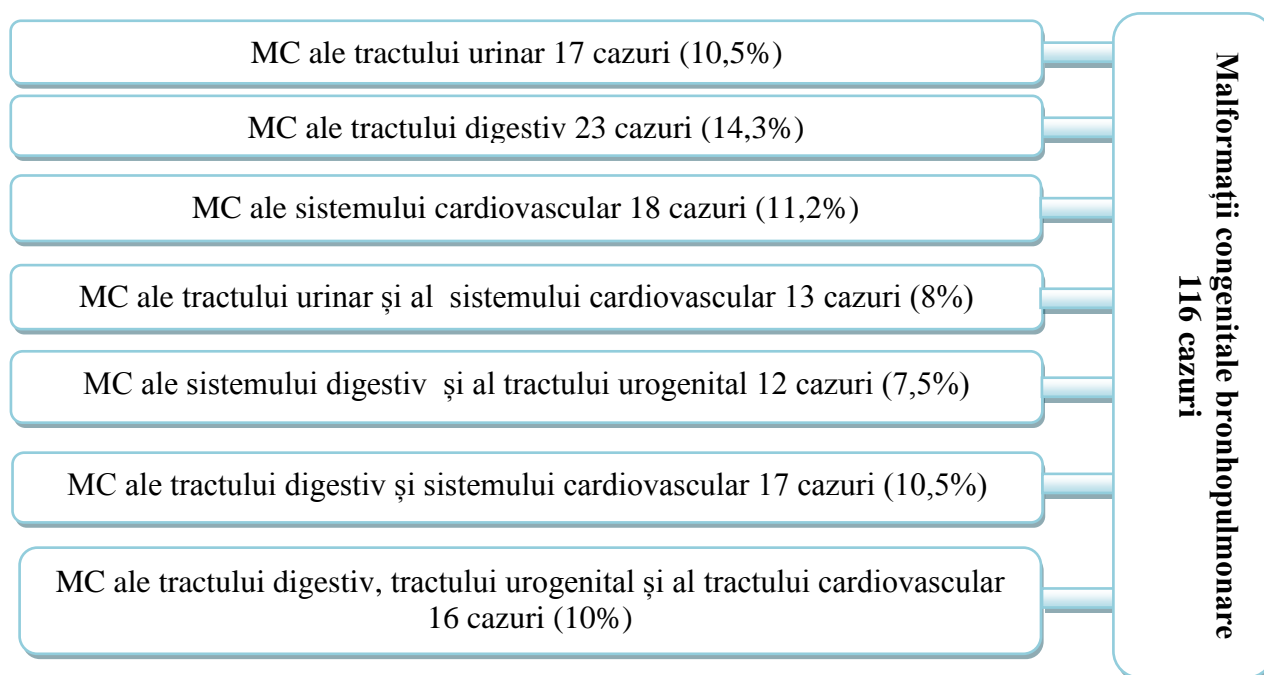 MC ale tractului urinar 17 cazuri (10,5%)
MC ale tractului digestiv 23 cazuri (14,3%)
MC ale sistemului cardiovascular 18 cazuri (11,2%)
MC ale tractului urinar și al sistemului cardiovascular 13 cazuri (8%)
MC ale sistemului digestiv și al tractului urogenital 12 cazuri (7,5%)
MC ale tractului digestiv și sistemului cardiovascular 17 cazuri (10,5%)
MC ale tractului digestiv, tractului urogenital și al tractului cardiovascular
16 cazuri (10%)
Malformații congenitale bronhopulmonare
116 cazuri